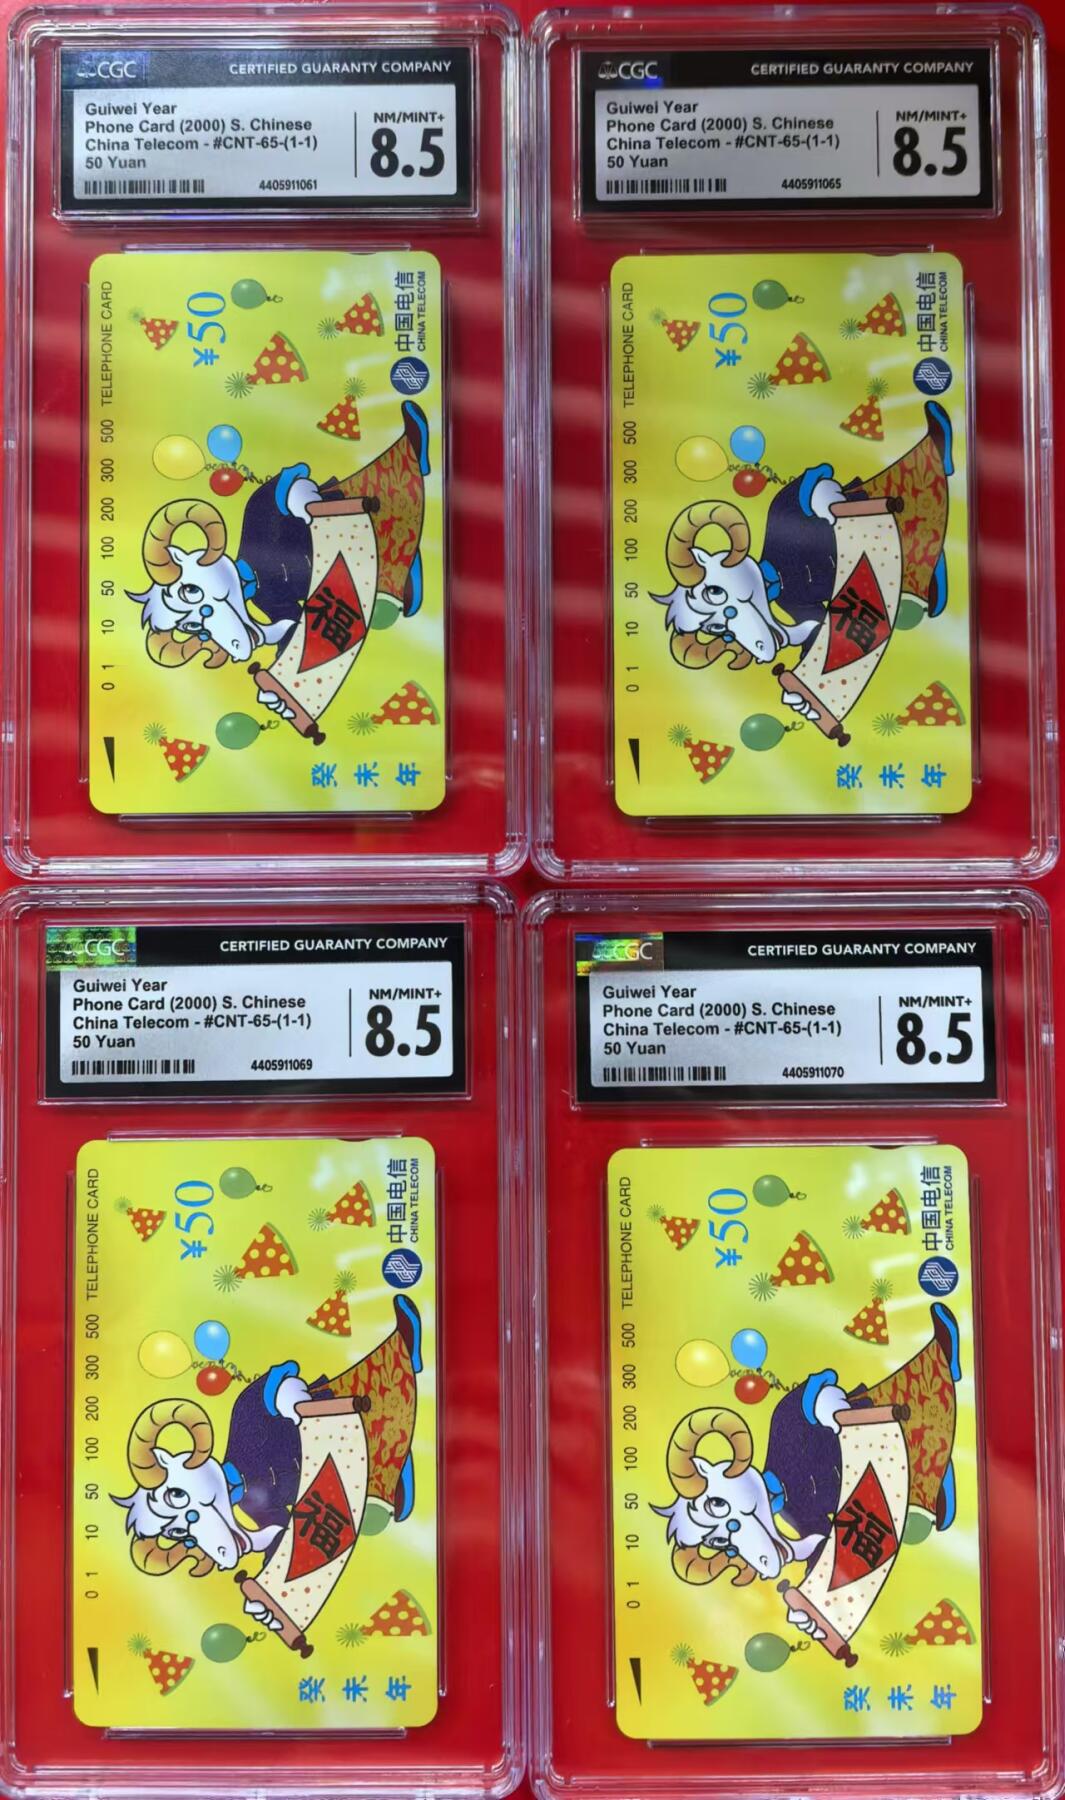 CGC CERTIFIED GUARANTY COMPANY
Guiwei Year
Phone Card (2000) S. Chinese
China Telecom - #CNT-65-(1-1)
50 Yuan
NM/MINT+
8.5
4405911061
TELEPHONE CARD
0 1 10 50 100 200 300 500
¥50
中国电信
CHINA TELECOM
福
癸未年
CGC CERTIFIED GUARANTY COMPANY
Guiwei Year
Phone Card (2000) S. Chinese
China Telecom - #CNT-65-(1-1)
50 Yuan
NM/MINT+
8.5
4405911065
TELEPHONE CARD
0 1 10 50 100 200 300 500
¥50
中国电信
CHINA TELECOM
福
癸未年
CGC CERTIFIED GUARANTY COMPANY
Guiwei Year
Phone Card (2000) S. Chinese
China Telecom - #CNT-65-(1-1)
50 Yuan
NM/MINT+
8.5
4405911069
TELEPHONE CARD
0 1 10 50 100 200 300 500
¥50
中国电信
CHINA TELECOM
福
癸未年
CGC CERTIFIED GUARANTY COMPANY
Guiwei Year
Phone Card (2000) S. Chinese
China Telecom - #CNT-65-(1-1)
50 Yuan
NM/MINT+
8.5
4405911070
TELEPHONE CARD
0 1 10 50 100 200 300 500
¥50
中国电信
CHINA TELECOM
福
癸未年